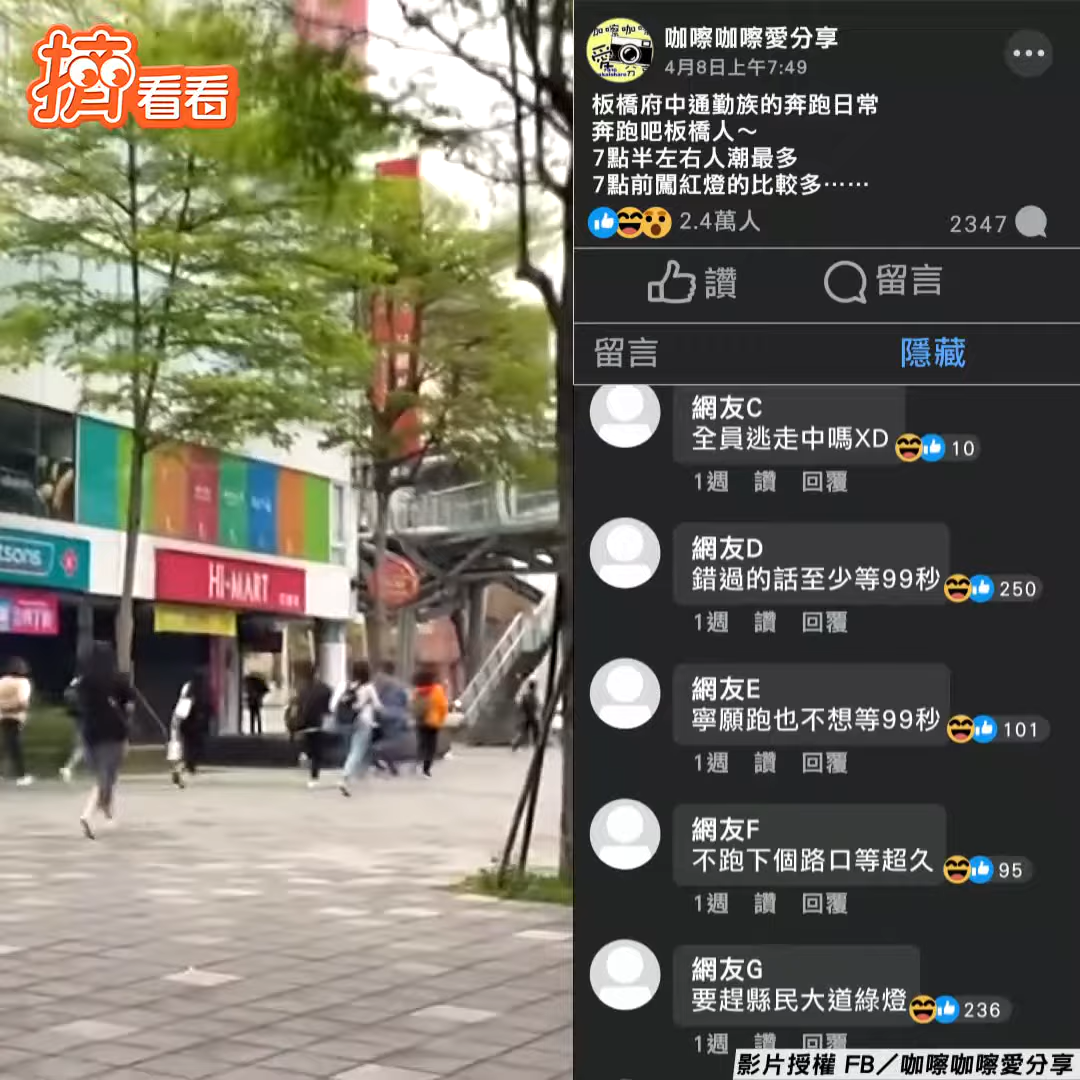 擠看看
tsons
HI-MART
咖嚓咖嚓愛分享
4月8日上午7:49
板橋府中通勤族的奔跑日常
奔跑吧板橋人～
7點半左右人潮最多
7點前闖紅燈的比較多……
2.4萬人
2347
讚
留言
留言
隱藏
網友C
全員逃走中嗎XD
10
1週 讚 回覆
網友D
錯過的話至少等99秒
250
1週 讚 回覆
網友E
寧願跑也不想等99秒
101
1週 讚 回覆
網友F
不跑下個路口等超久
95
1週 讚 回覆
網友G
要趕縣民大道綠燈
236
1週 讚 回覆
影片授權 FB／咖嚓咖嚓愛分享